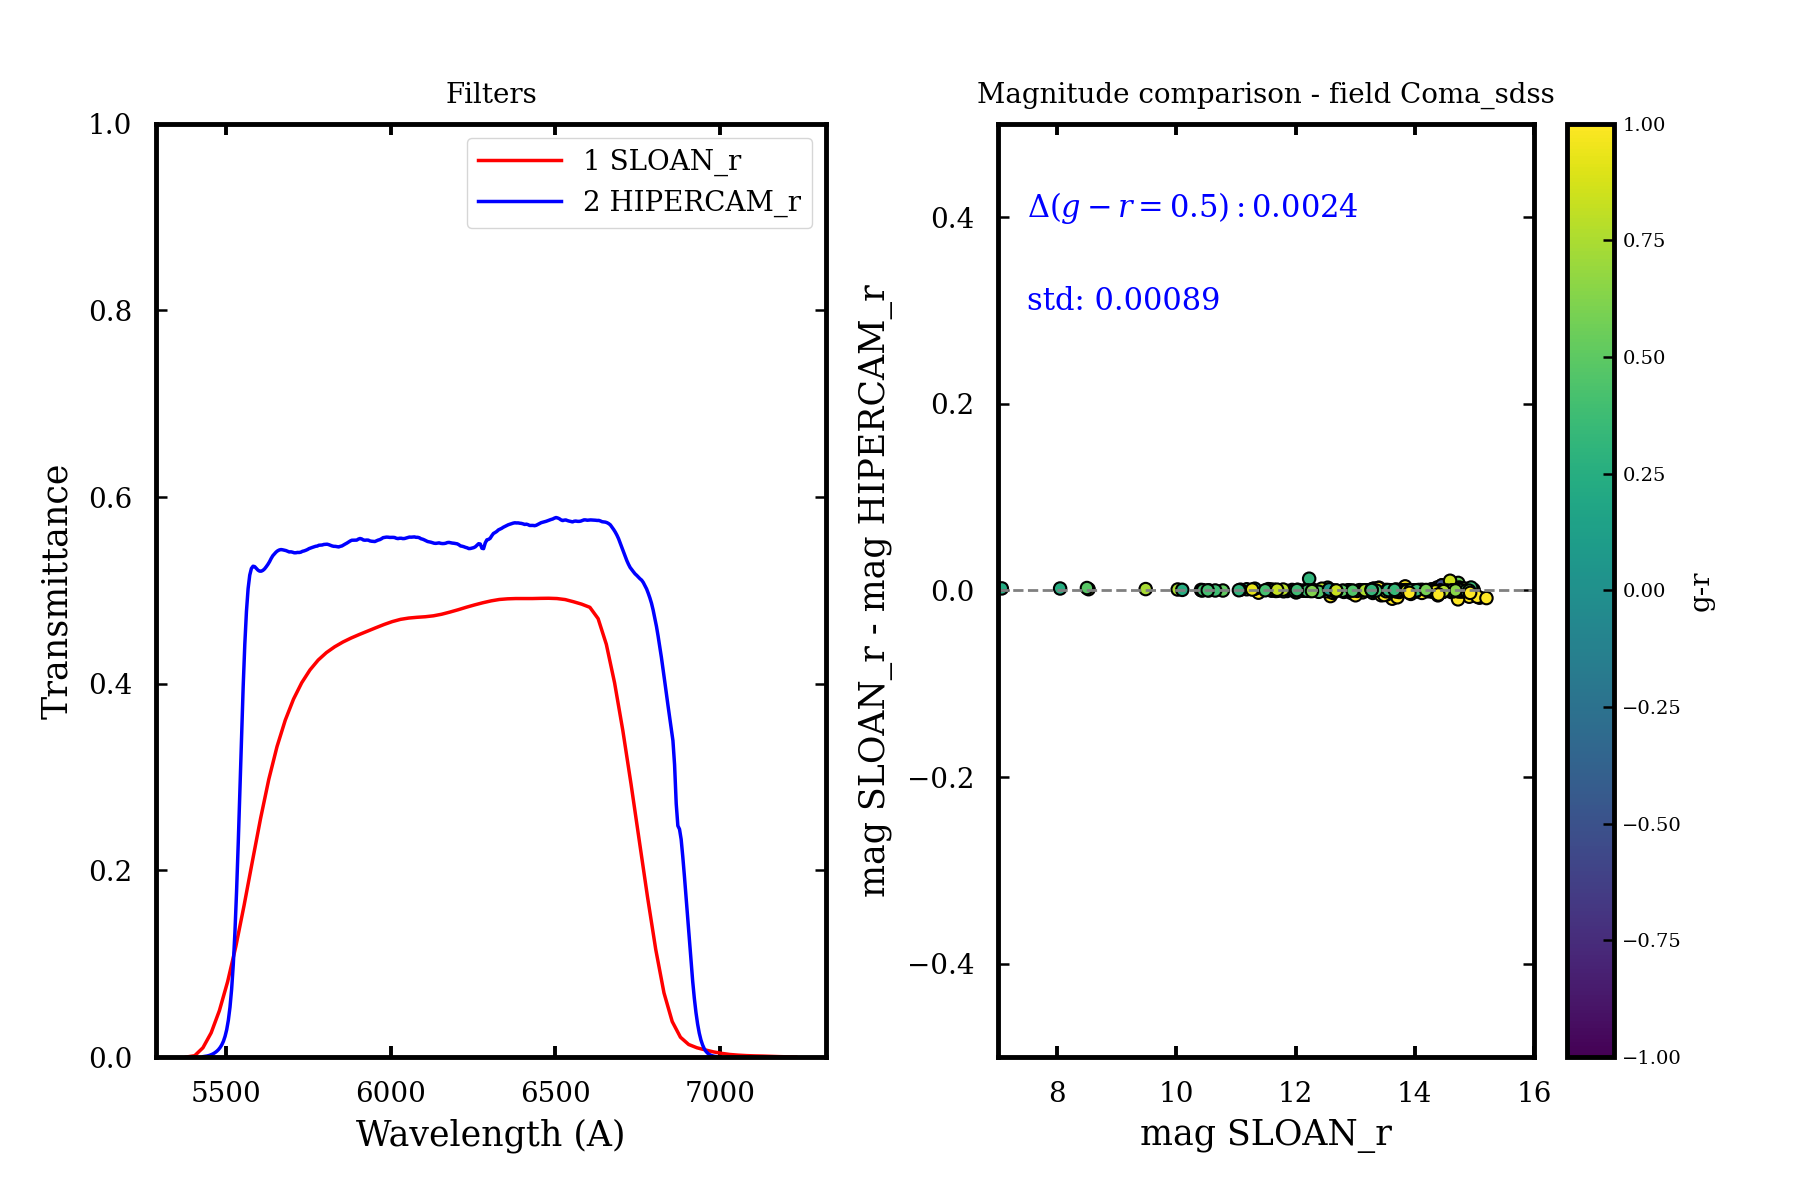 Filters
1 SLOAN_r
2 HIPERCAM_r
Transmittance
1.0
0.8
0.6
0.4
0.2
0.0
5500 6000 6500 7000
Wavelength (A)
Magnitude comparison - field Coma_sdss
Δ(g − r = 0.5) : 0.0024
std: 0.00089
mag SLOAN_r - mag HIPERCAM_r
0.4
0.2
0.0
−0.2
−0.4
8 10 12 14 16
mag SLOAN_r
1.00
0.75
0.50
0.25
0.00
−0.25
−0.50
−0.75
−1.00
g-r